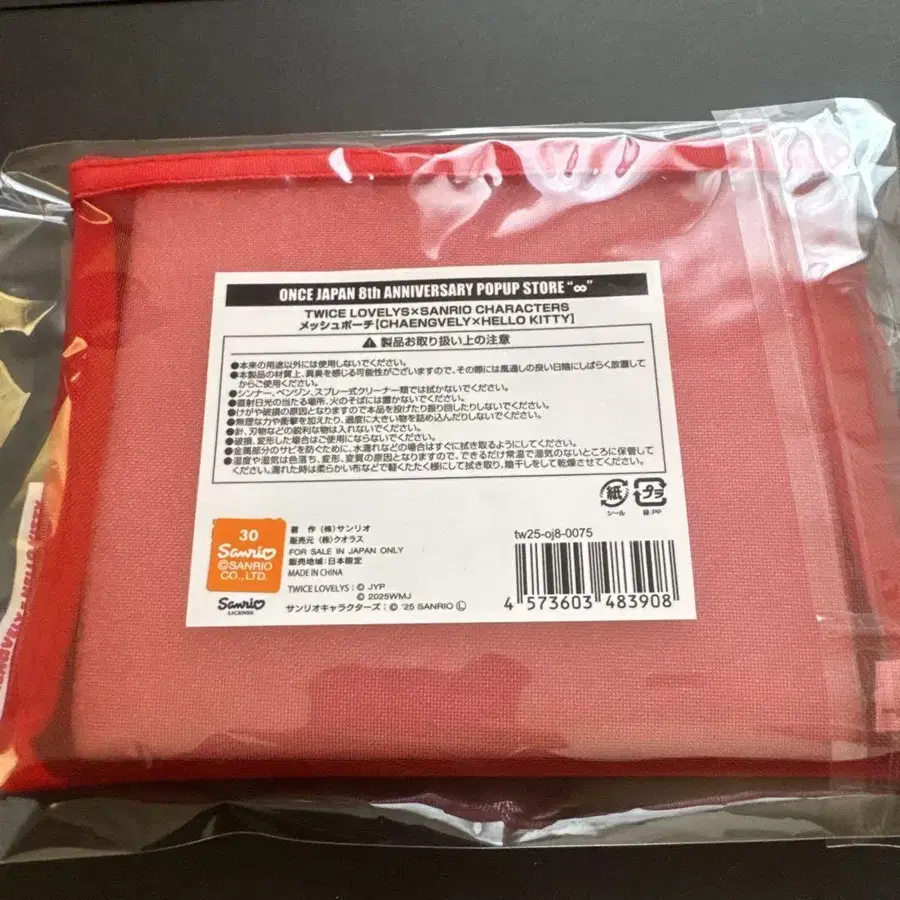 ONCE JAPAN 8th ANNIVERSARY POPUP STORE "∞"
TWICE LOVELYS×SANRIO CHARACTERS
メッシュポーチ[CHAENGVELY×HELLO KITTY]
⚠ 製品お取り扱い上の注意
●本来の用途以外には使用しないでください。
●本製品の材質上、異臭を感じる可能性がございますので、その際には風通しの良い日陰にしばらく放置して
からご使用ください。
●シンナー、ベンジン、スプレー式クリーナー類では拭かないでください。
●直射日光の当たる場所、火のそばには置かないでください。
●けがや破損の原因となりますので本品を投げたり振り回したりしないでください。
●無理な力や衝撃を加えたり、過度に大きい物を詰め込んだりしないでください。
●針、刃物などの鋭利な物は入れないでください。
●破損、変形した場合はご使用にならないでください。
●金属部分のサビを防ぐために、水濡れなどの場合はすぐに拭き取るようにしてください。
●湿度や湿気は色落ち、変形、変質の原因となりますので、できるだけ常温で湿気のないところに保管して
ください。濡れた時は柔らかい布などで軽くたたく様にして拭き取り、陰干しをして乾燥させてください。
紙
シール
プラ
袋:PP
30
Sanrio
©SANRIO
CO., LTD.
Sanrio
LICENSE
著 作 (株)サンリオ
販売元 (株)クオラス
FOR SALE IN JAPAN ONLY
販売地域:日本限定
MADE IN CHINA
TWICE LOVELYS:© JYP
© 2025WMJ
サンリオキャラクターズ:© '25 SANRIO Ⓛ
tw25-oj8-0075
4 573603 483908